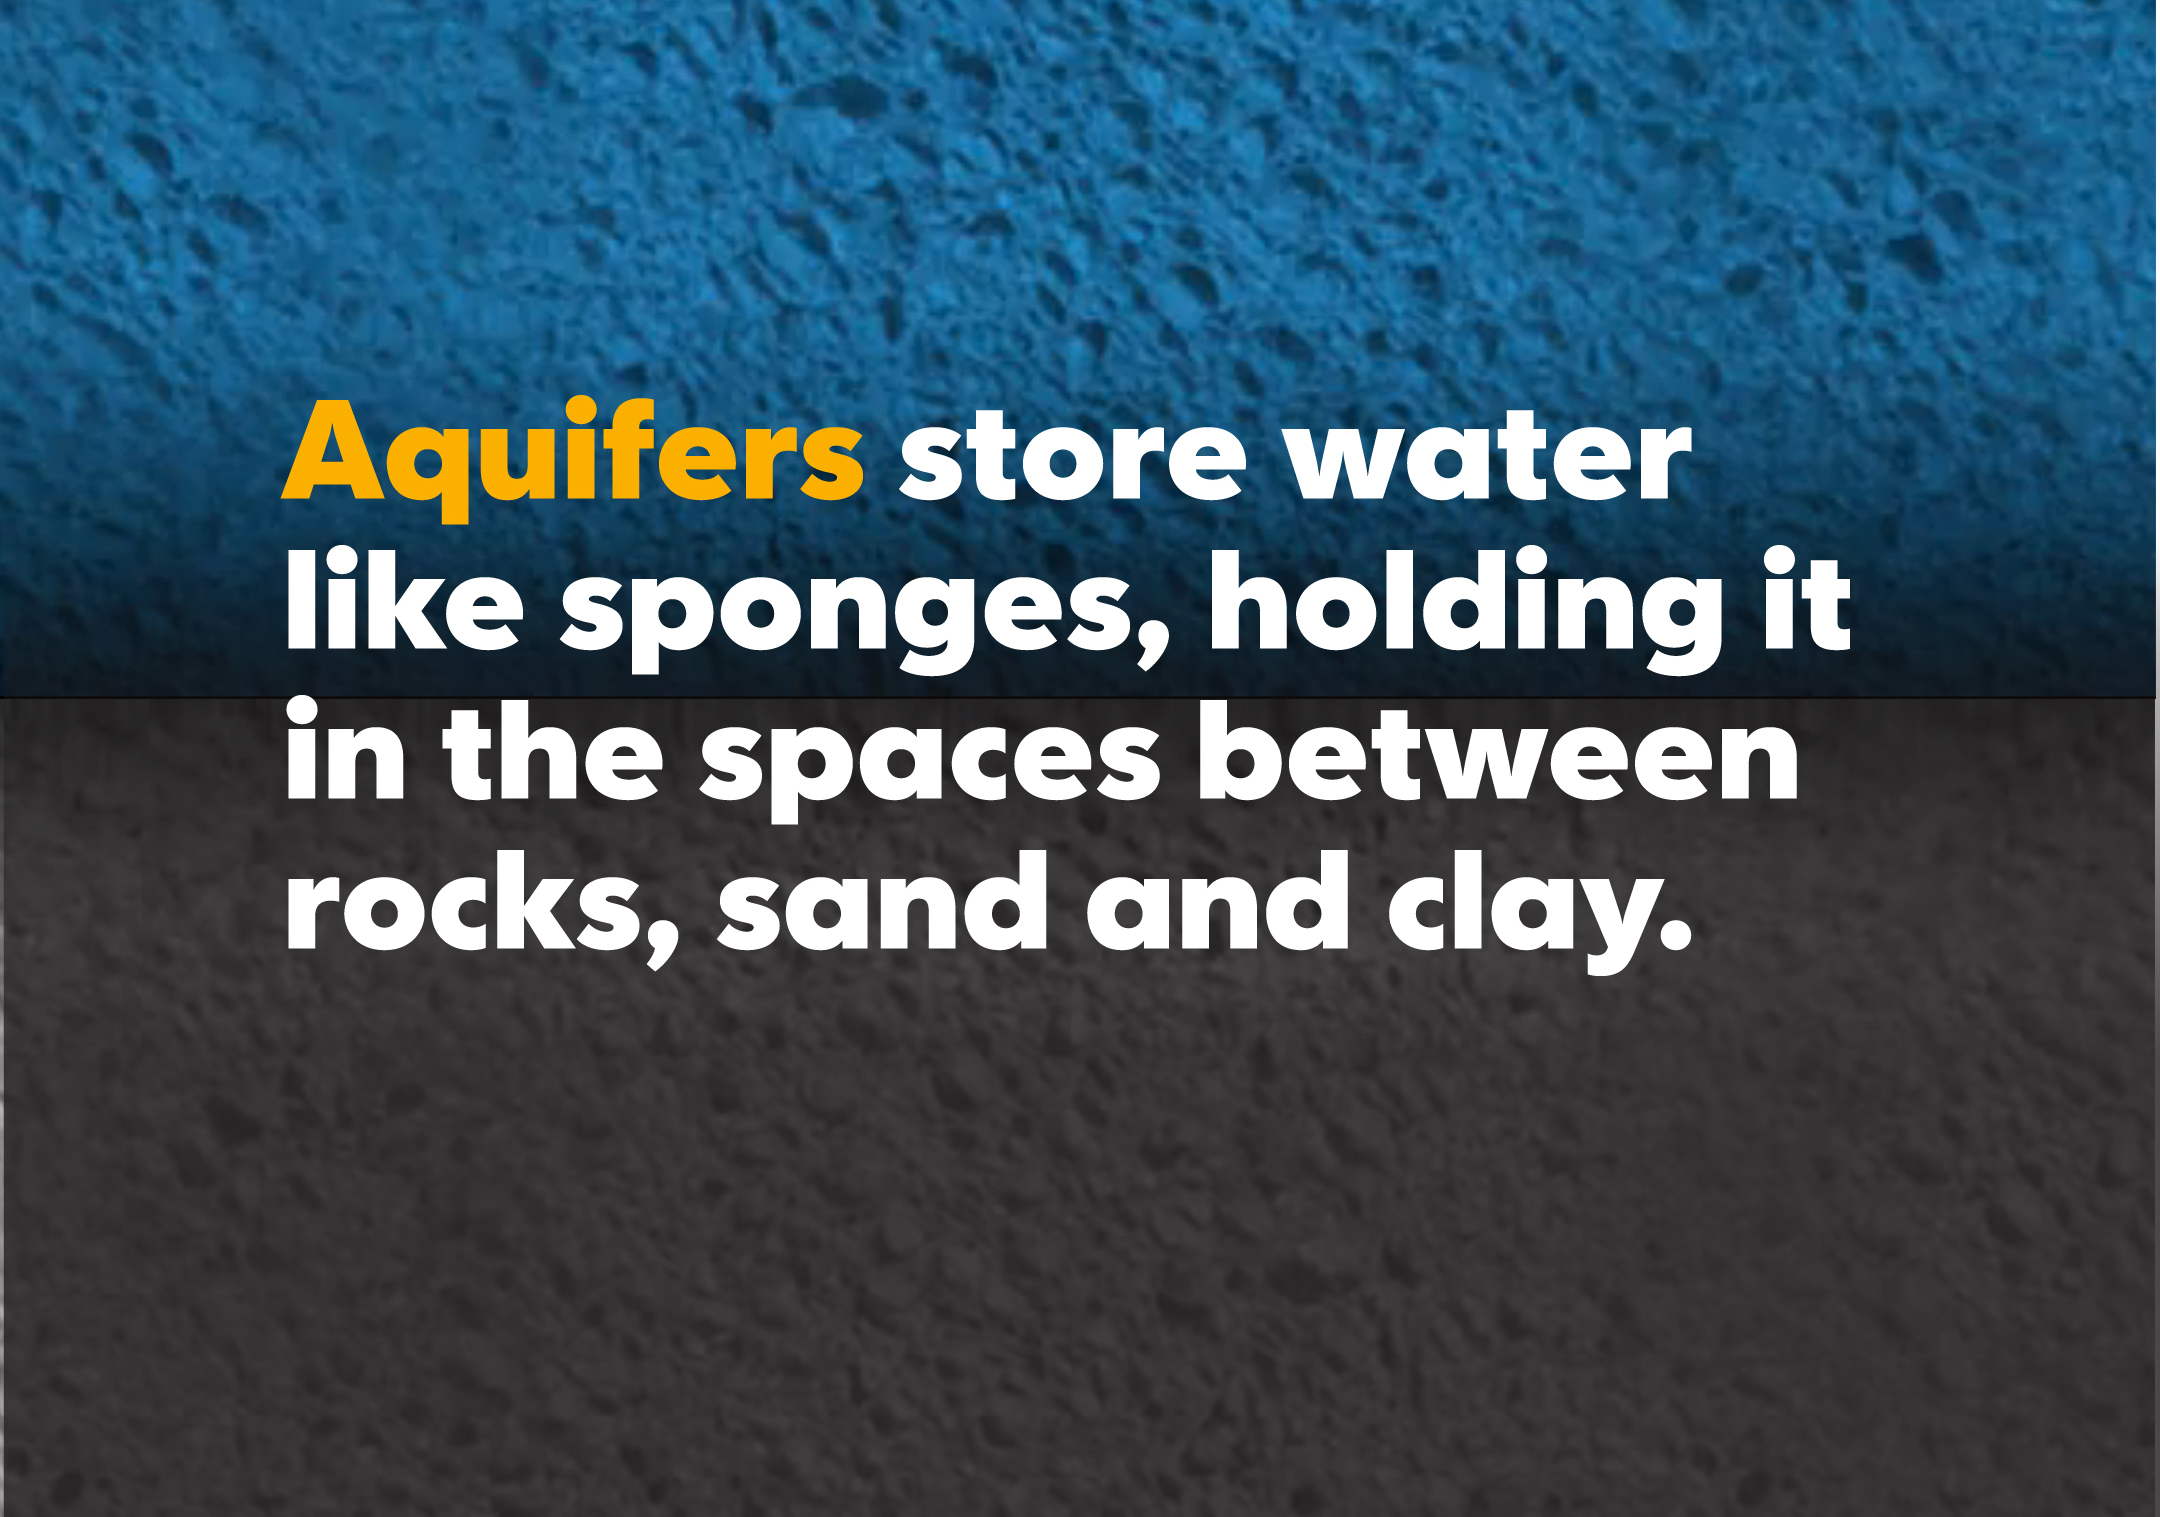 Aquifers store water
like sponges, holding it
in the spaces between
rocks, sand and clay.